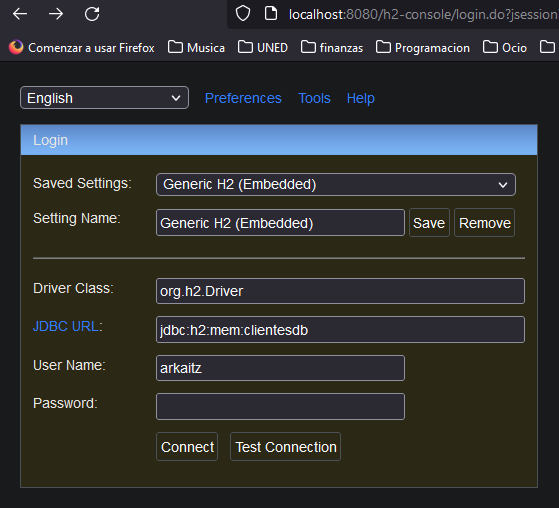 localhost:8080/h2-console/login.do?jsession
Comenzar a usar Firefox Musica UNED finanzas Programacion Ocio
English Preferences Tools Help
Login
Saved Settings: Generic H2 (Embedded)
Setting Name: Generic H2 (Embedded) Save Remove
Driver Class: org.h2.Driver
JDBC URL: jdbc:h2:mem:clientesdb
User Name: arkaitz
Password:
Connect Test Connection